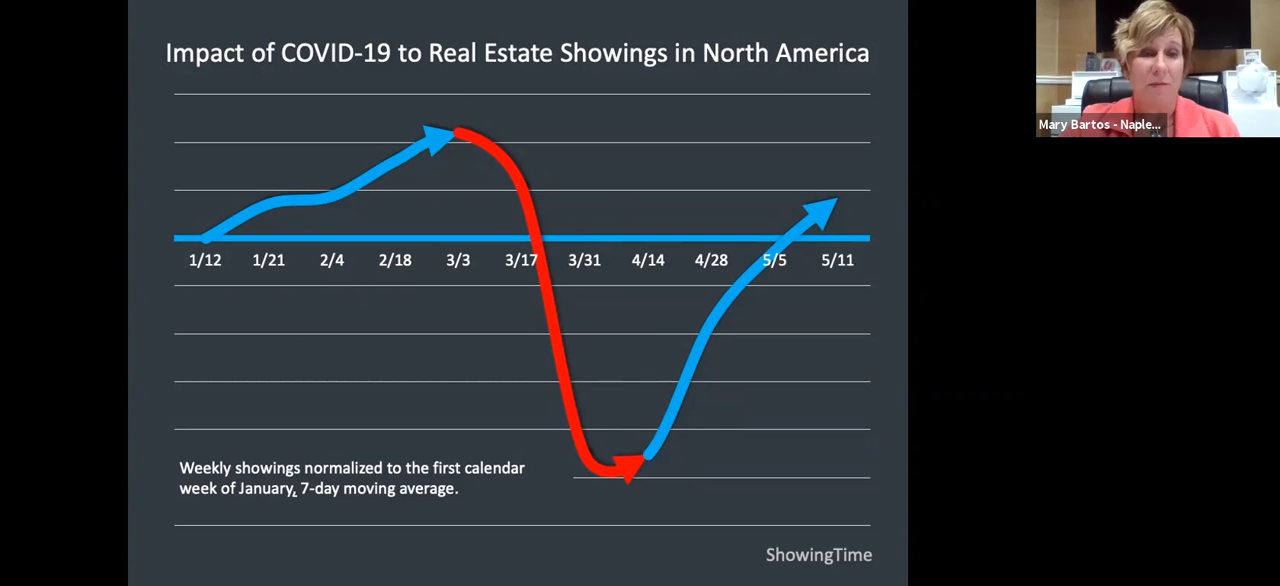 Impact of COVID-19 to Real Estate Showings in North America
Mary Bartos - Naple...
1/12 1/21 2/4 2/18 3/3 3/17 3/31 4/14 4/28 5/5 5/11
Weekly showings normalized to the first calendar
week of January, 7-day moving average.
ShowingTime